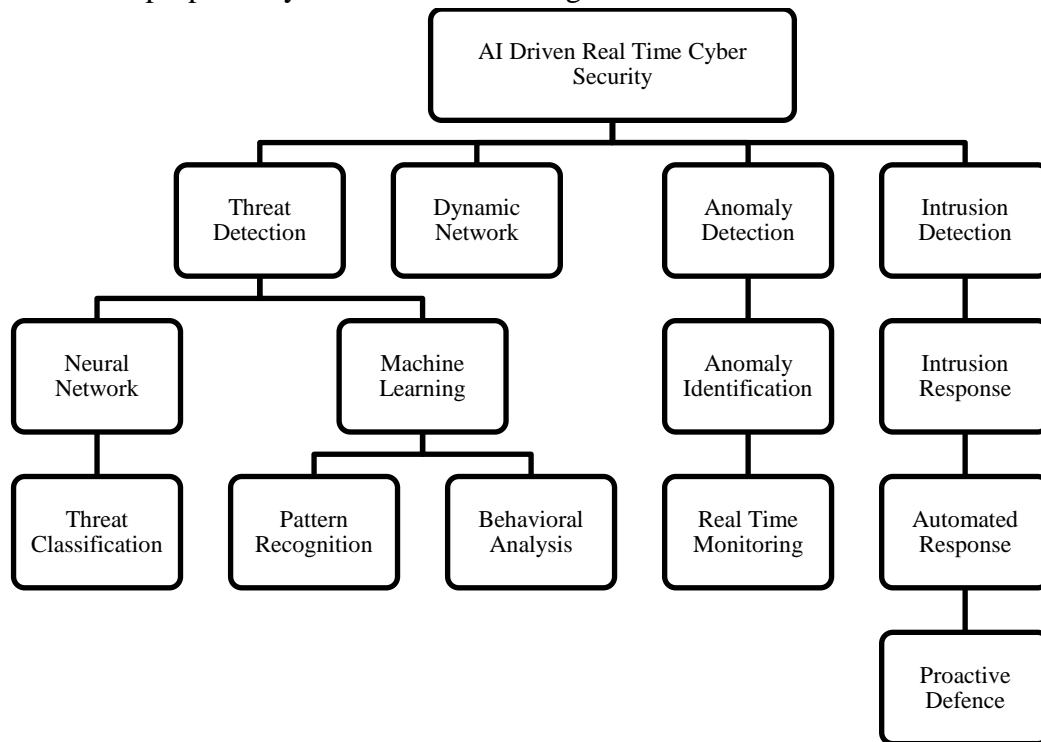 AI Driven Real Time Cyber
Security
Threat
Detection
Dynamic
Network
Anomaly
Detection
Intrusion
Detection
Neural
Network
Machine
Learning
Anomaly
Identification
Intrusion
Response
Threat
Classification
Pattern
Recognition
Behavioral
Analysis
Real Time
Monitoring
Automated
Response
Proactive
Defence